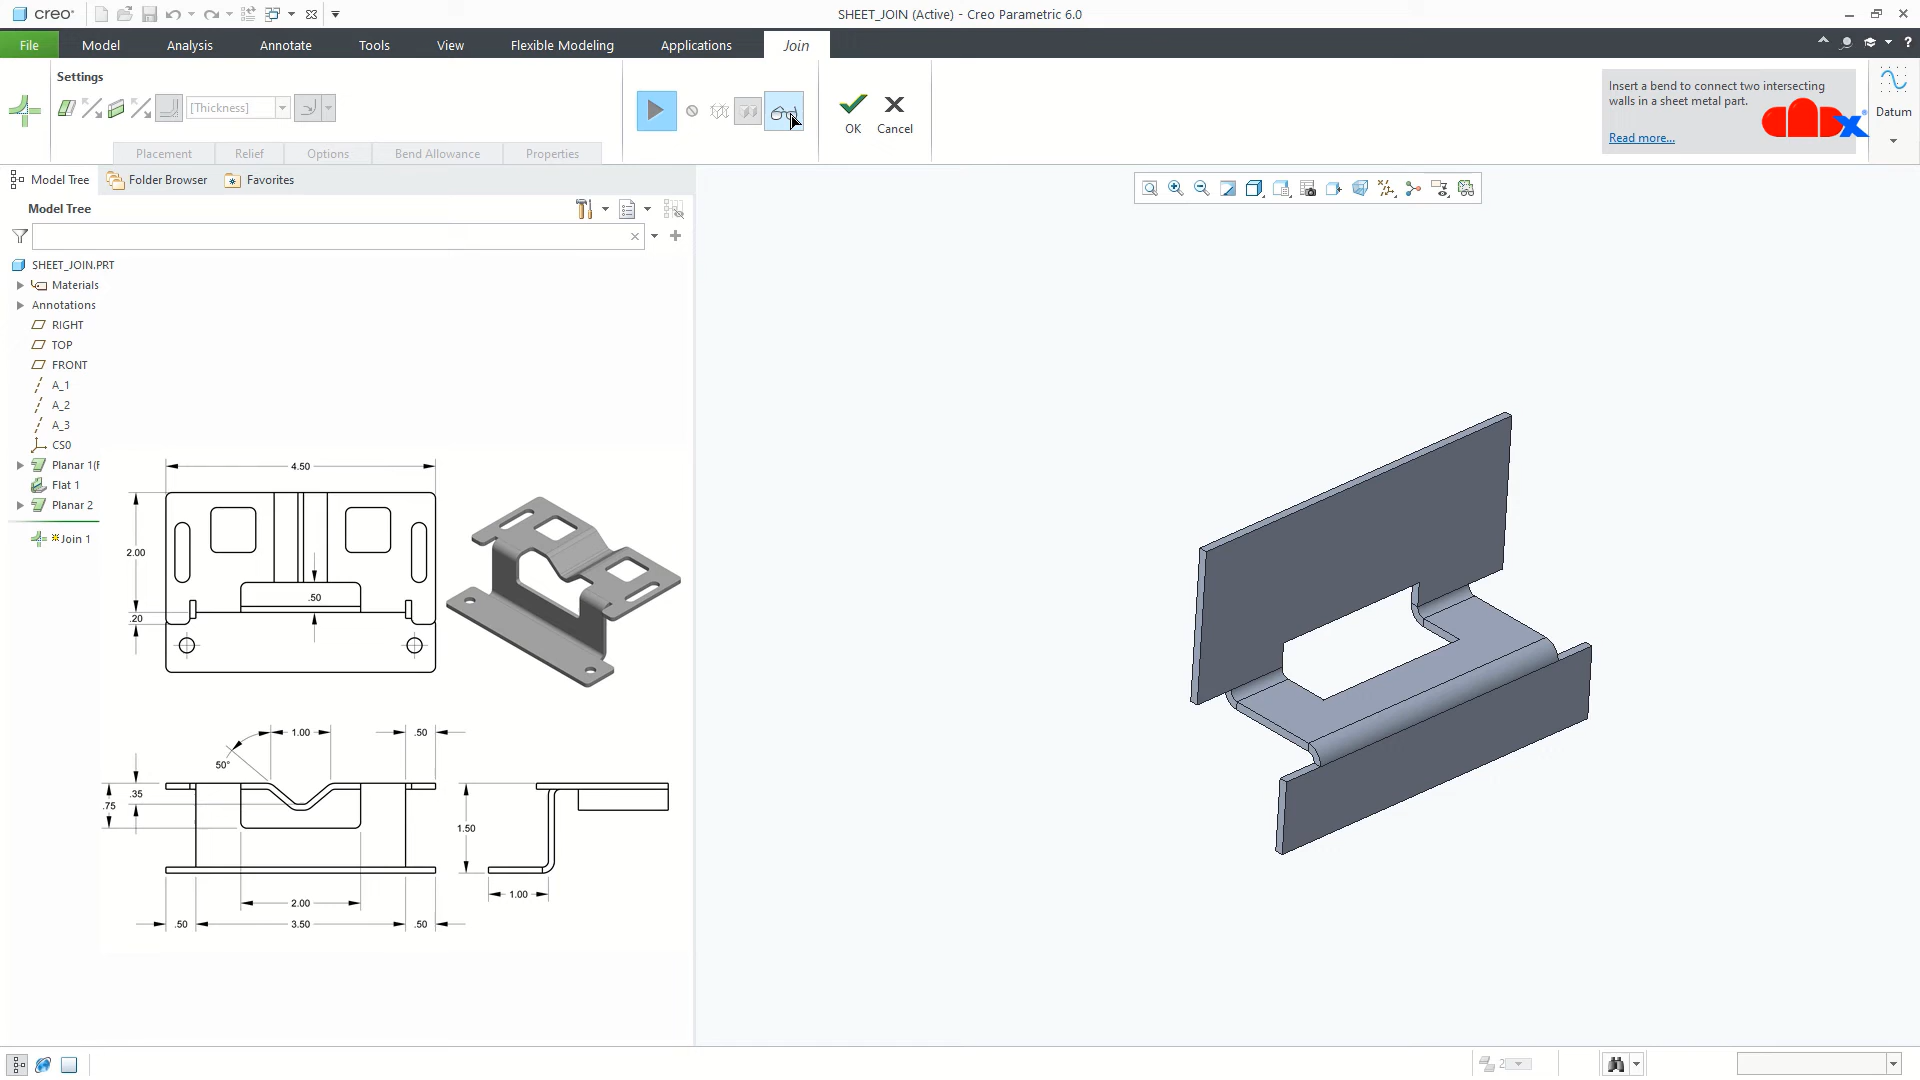 creo
SHEET_JOIN (Active) - Creo Parametric 6.0
File
Model
Analysis
Annotate
Tools
View
Flexible Modeling
Applications
Join
Settings
[Thickness]
OK
Cancel
Placement
Relief
Options
Bend Allowance
Properties
Insert a bend to connect two intersecting
walls in a sheet metal part.
Read more...
Datum
Model Tree
Folder Browser
Favorites
Model Tree
SHEET_JOIN.PRT
Materials
Annotations
RIGHT
TOP
FRONT
A_1
A_2
A_3
CS0
Planar 1(F
Flat 1
Planar 2
Join 1
4.50
2.00
.50
.20
1.00
.50
50°
.35
.75
1.50
1.00
2.00
.50
3.50
.50
2